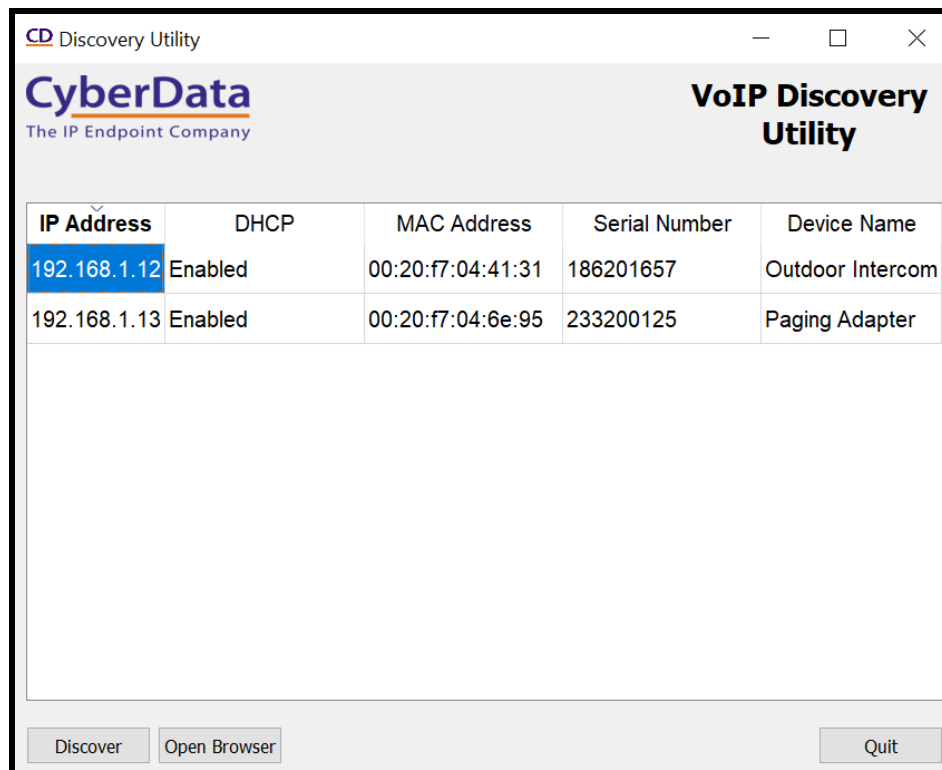 CD Discovery Utility
CyberData
The IP Endpoint Company
VoIP Discovery
Utility
IP Address DHCP MAC Address Serial Number Device Name
192.168.1.12 Enabled 00:20:f7:04:41:31 186201657 Outdoor Intercom
192.168.1.13 Enabled 00:20:f7:04:6e:95 233200125 Paging Adapter
Discover Open Browser Quit